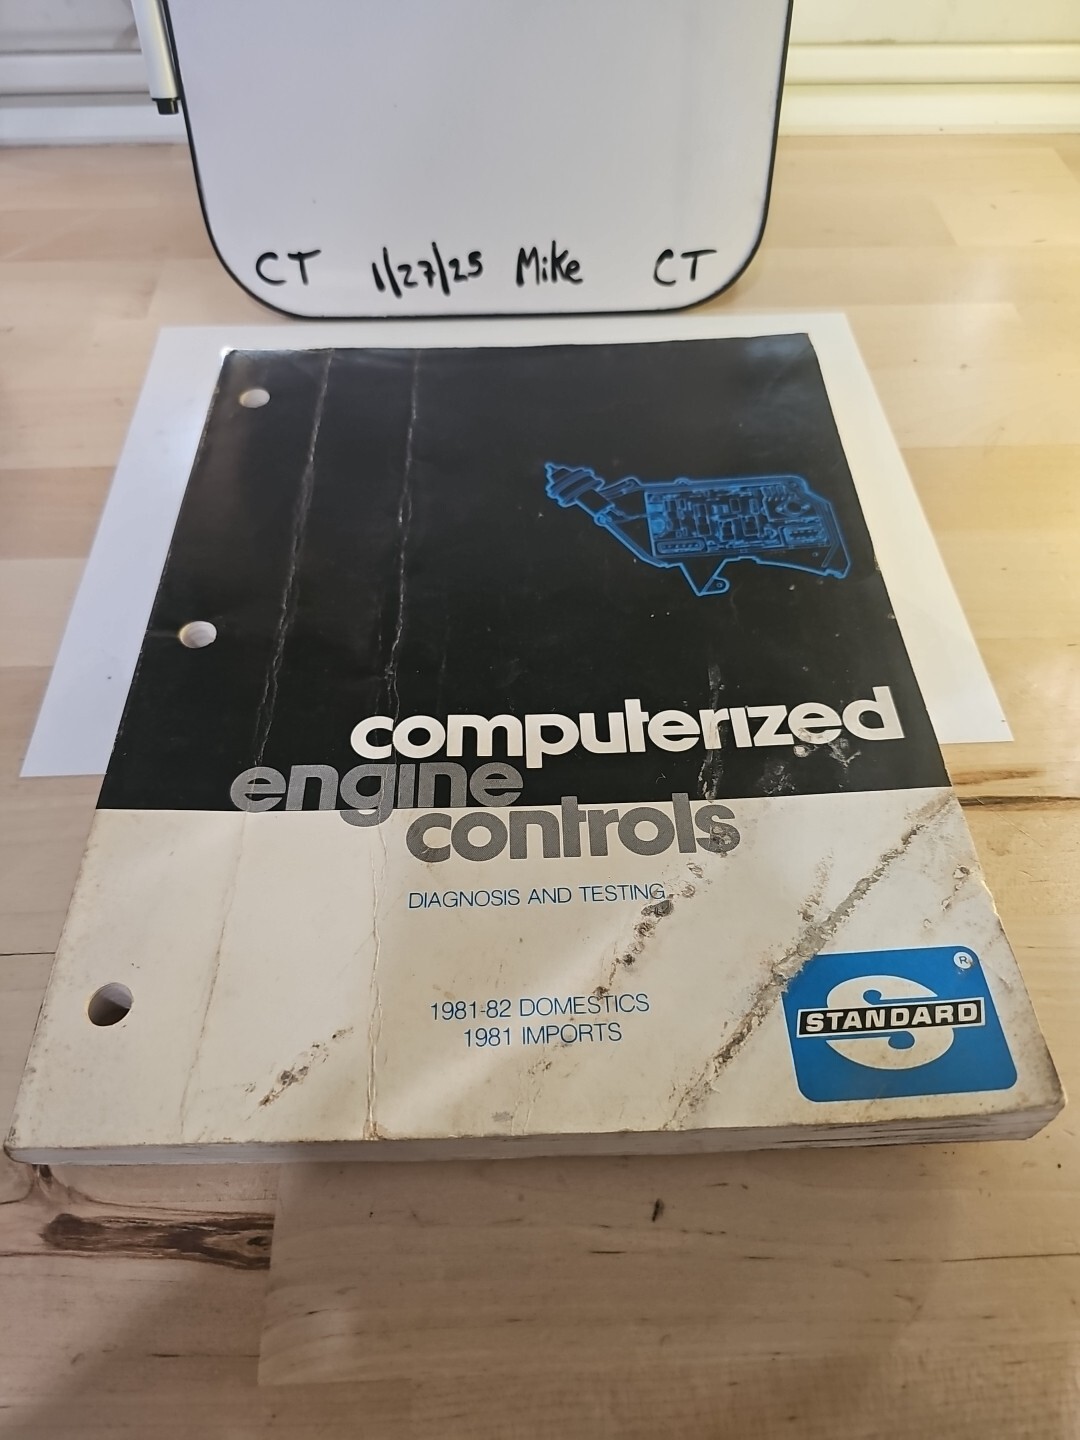 CT 1/27/25 Mike CT
computerized
engine
controls
DIAGNOSIS AND TESTING
1981-82 DOMESTICS
1981 IMPORTS
S
®
STANDARD